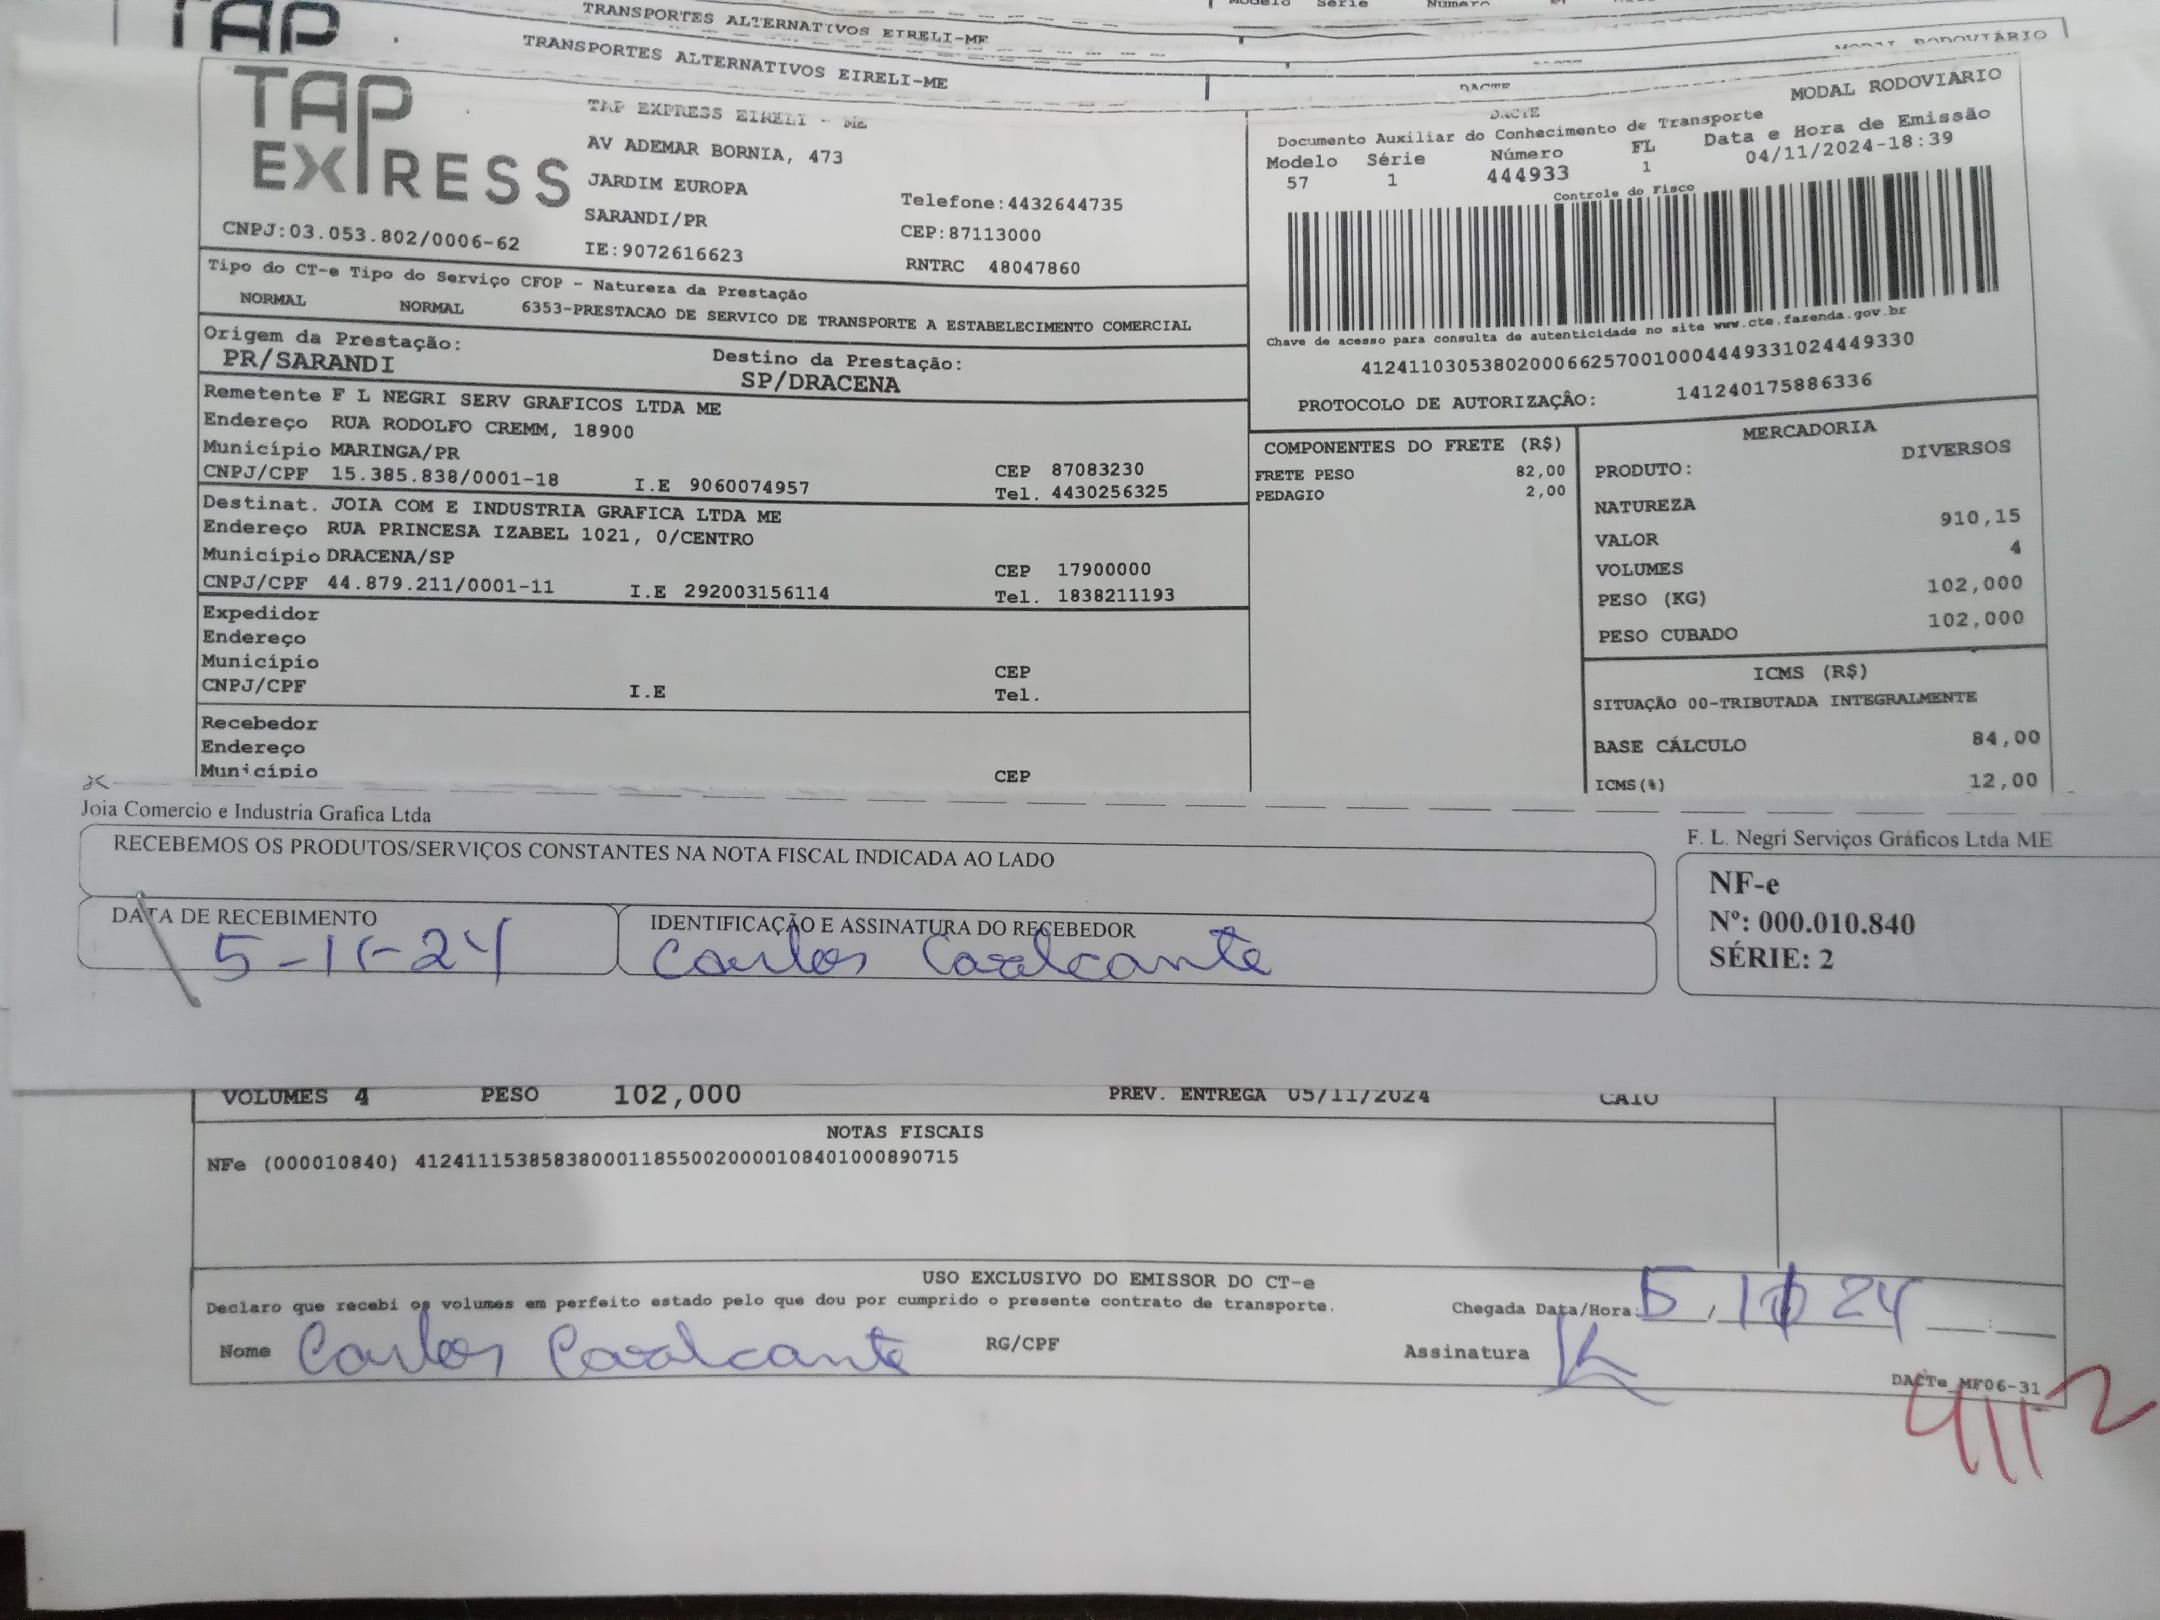 TAP
TRANSPORTES ALTERNATIVOS EIRELI-ME
TRANSPORTES ALTERNATIVOS EIRELI-ME
MODAL RODOVIÁRIO
TAP EXPRESS
TAP EXPRESS EIRELI - ME
AV ADEMAR BORNIA, 473
JARDIM EUROPA
Telefone:4432644735
SARANDI/PR
CEP:87113000
CNPJ:03.053.802/0006-62
IE:9072616623
RNTRC 48047860
DACTE
MODAL RODOVIARIO
Documento Auxiliar do Conhecimento de Transporte
Modelo Série Número FL Data e Hora de Emissão
57 1 444933 1 04/11/2024-18:39
Controle do Fisco
Chave de acesso para consulta de autenticidade no site www.cte.fazenda.gov.br
41241103053802000662570010004449331024449330
PROTOCOLO DE AUTORIZAÇÃO: 141240175886336
Tipo do CT-e Tipo do Serviço CFOP - Natureza da Prestação
NORMAL NORMAL 6353-PRESTACAO DE SERVICO DE TRANSPORTE A ESTABELECIMENTO COMERCIAL
Origem da Prestação: Destino da Prestação:
PR/SARANDI SP/DRACENA
Remetente F L NEGRI SERV GRAFICOS LTDA ME
Endereço RUA RODOLFO CREMM, 18900
Município MARINGA/PR CEP 87083230
CNPJ/CPF 15.385.838/0001-18 I.E 9060074957 Tel. 4430256325
Destinat. JOIA COM E INDUSTRIA GRAFICA LTDA ME
Endereço RUA PRINCESA IZABEL 1021, 0/CENTRO
Município DRACENA/SP CEP 17900000
CNPJ/CPF 44.879.211/0001-11 I.E 292003156114 Tel. 1838211193
Expedidor
Endereço
Município CEP
CNPJ/CPF I.E Tel.
Recebedor
Endereço
Município CEP
COMPONENTES DO FRETE (R$)
FRETE PESO 82,00
PEDAGIO 2,00
MERCADORIA
PRODUTO: DIVERSOS
NATUREZA
VALOR 910,15
VOLUMES 4
PESO (KG) 102,000
PESO CUBADO 102,000
ICMS (R$)
SITUAÇÃO 00-TRIBUTADA INTEGRALMENTE
BASE CÁLCULO 84,00
ICMS(%) 12,00
Joia Comercio e Industria Grafica Ltda
RECEBEMOS OS PRODUTOS/SERVIÇOS CONSTANTES NA NOTA FISCAL INDICADA AO LADO
DATA DE RECEBIMENTO
5-11-24
IDENTIFICAÇÃO E ASSINATURA DO RECEBEDOR
Carlos Cavalcante
F. L. Negri Serviços Gráficos Ltda ME
NF-e
Nº: 000.010.840
SÉRIE: 2
VOLUMES 4 PESO 102,000 PREV. ENTREGA 05/11/2024 CAIO
NOTAS FISCAIS
NFe (000010840) 41241115385838000118550020000108401000890715
USO EXCLUSIVO DO EMISSOR DO CT-e
Declaro que recebi os volumes em perfeito estado pelo que dou por cumprido o presente contrato de transporte.
Chegada Data/Hora: 5 / 11 24
Nome Carlos Cavalcante RG/CPF Assinatura
DACTe_MF06-31